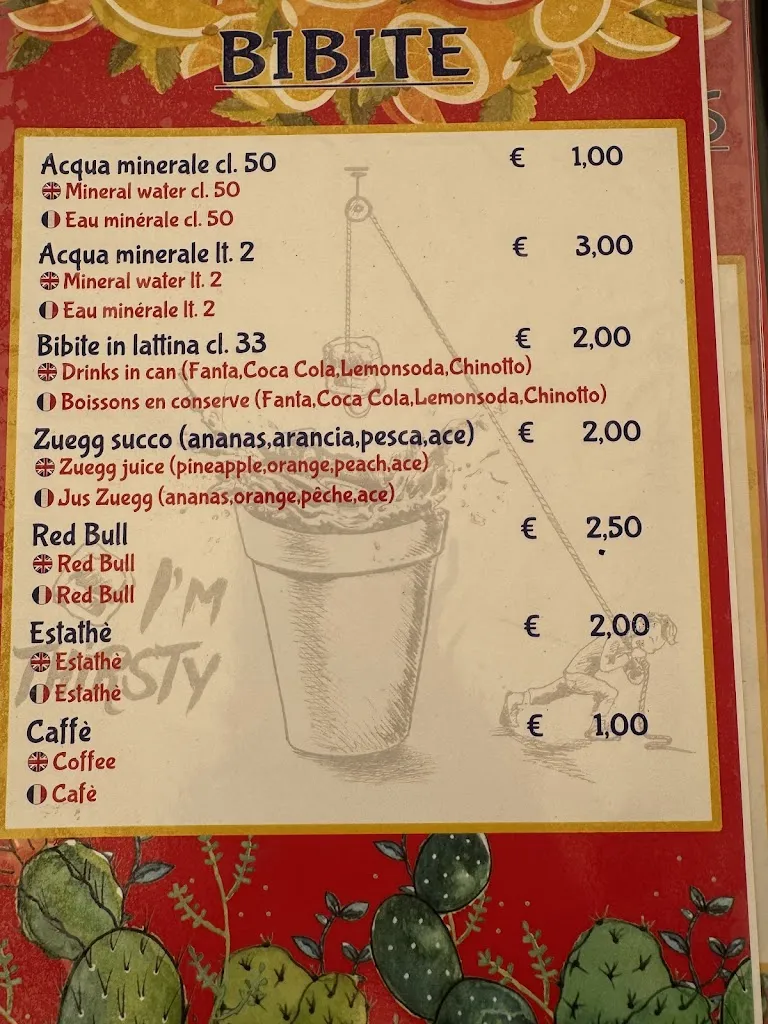 BIBITE
Acqua minerale cl. 50 € 1,00
Mineral water cl. 50
Eau minérale cl. 50
Acqua minerale lt. 2 € 3,00
Mineral water lt. 2
Eau minérale lt. 2
Bibite in lattina cl. 33 € 2,00
Drinks in can (Fanta,Coca Cola,Lemonsoda,Chinotto)
Boissons en conserve (Fanta,Coca Cola,Lemonsoda,Chinotto)
Zuegg succo (ananas,arancia,pesca,ace) € 2,00
Zuegg juice (pineapple,orange,peach,ace)
Jus Zuegg (ananas,orange,pêche,ace)
Red Bull € 2,50
Red Bull
Red Bull
I'M
THIRSTY
Estathè € 2,00
Estathè
Estathè
Caffè € 1,00
Coffee
Cafè